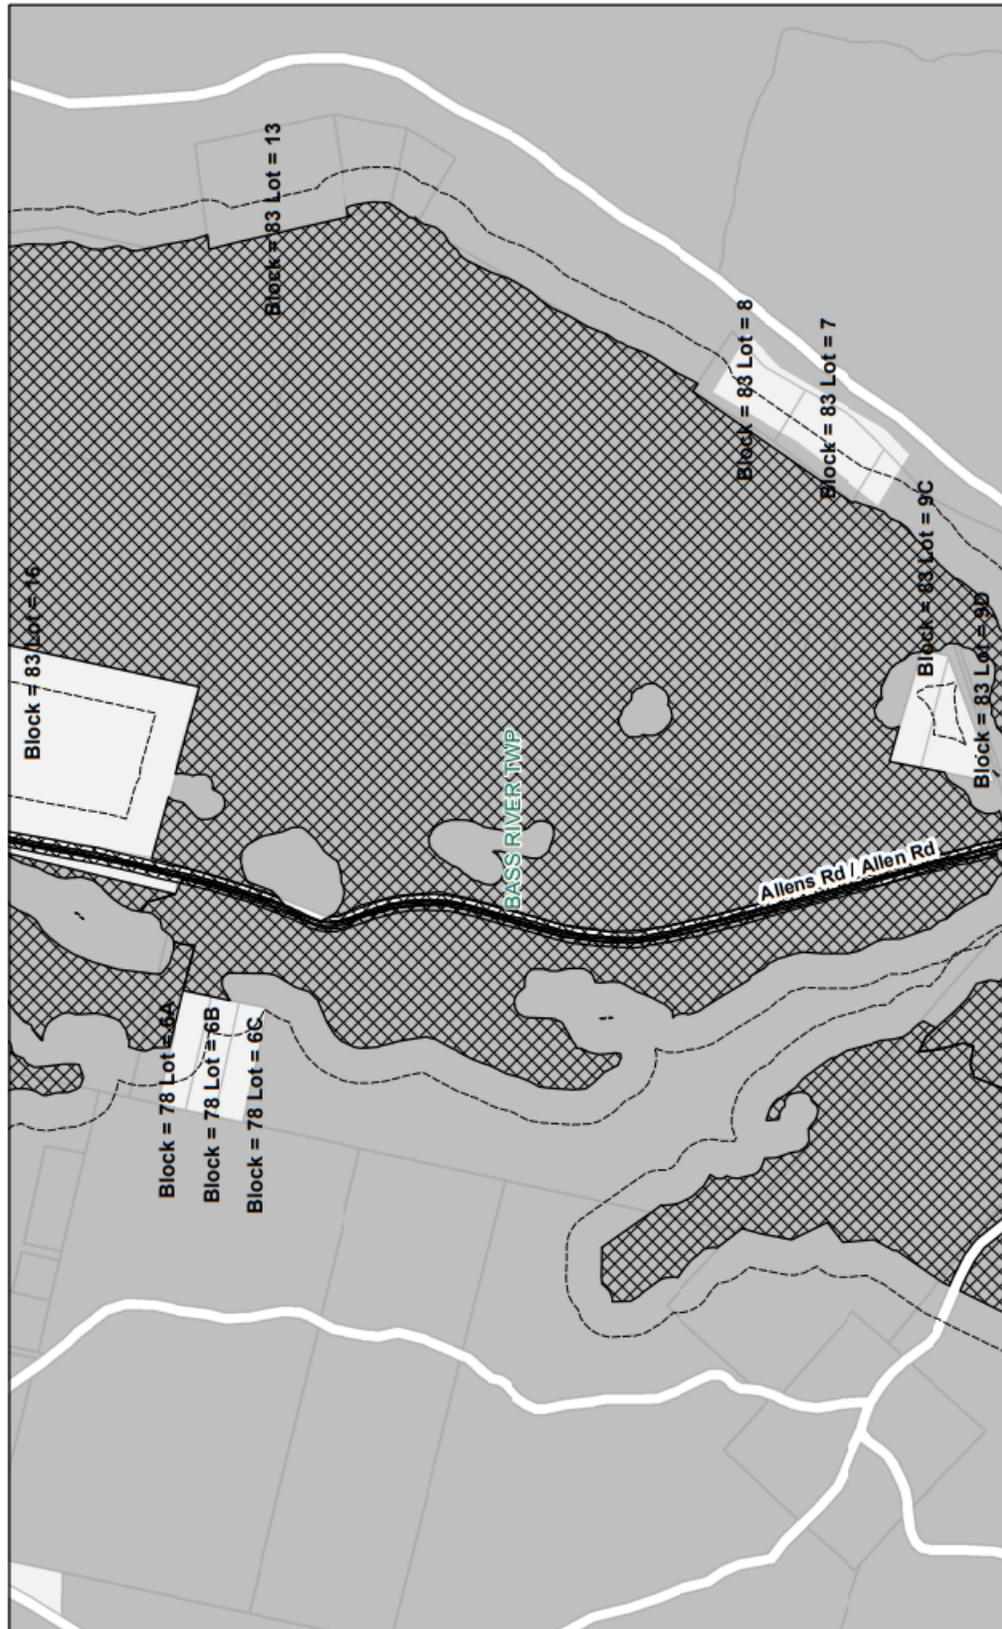 Block = 83 Lot = 13
Block = 83 Lot = 8
Block = 83 Lot = 7
Block = 83 Lot = 9C
Block = 83 Lot = 16
Block = 83 Lot = 9D
BASS RIVER TWP
Allens Rd / Allen Rd
Block = 78 Lot = 6A
Block = 78 Lot = 6B
Block = 78 Lot = 6C